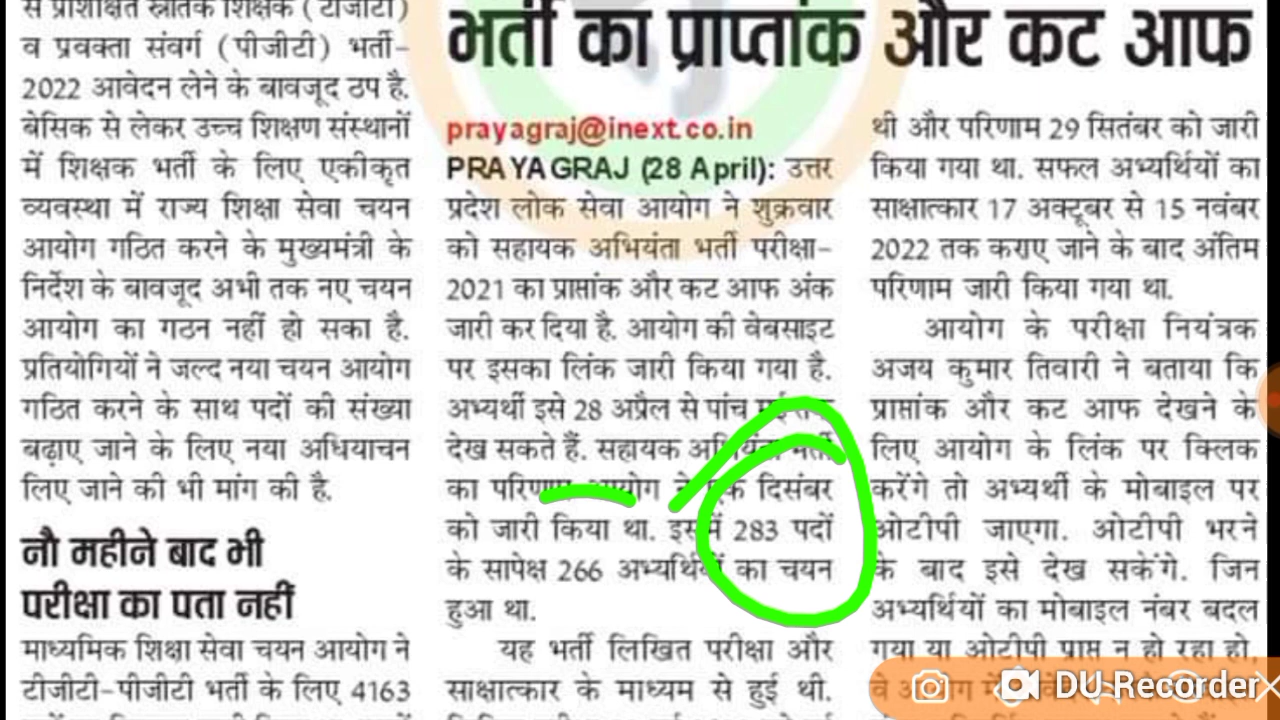 से प्रशिक्षित स्नातक शिक्षक (टीजीटी)
व प्रवक्ता संवर्ग (पीजीटी) भर्ती-
2022 आवेदन लेने के बावजूद ठप है.
बेसिक से लेकर उच्च शिक्षण संस्थानों
में शिक्षक भर्ती के लिए एकीकृत
व्यवस्था में राज्य शिक्षा सेवा चयन
आयोग गठित करने के मुख्यमंत्री के
निर्देश के बावजूद अभी तक नए चयन
आयोग का गठन नहीं हो सका है.
प्रतियोगियों ने जल्द नया चयन आयोग
गठित करने के साथ पदों की संख्या
बढ़ाए जाने के लिए नया अधियाचन
लिए जाने की भी मांग की है.
नौ महीने बाद भी
परीक्षा का पता नहीं
माध्यमिक शिक्षा सेवा चयन आयोग ने
टीजीटी-पीजीटी भर्ती के लिए 4163
भर्ती का प्राप्तांक और कट आफ
prayagraj@inext.co.in
PRAYAGRAJ (28 April): उत्तर
प्रदेश लोक सेवा आयोग ने शुक्रवार
को सहायक अभियंता भर्ती परीक्षा-
2021 का प्राप्तांक और कट आफ अंक
जारी कर दिया है. आयोग की वेबसाइट
पर इसका लिंक जारी किया गया है.
अभ्यर्थी इसे 28 अप्रैल से पांच मई तक
देख सकते हैं. सहायक अभियंता भर्ती
का परिणाम आयोग ने एक दिसंबर
को जारी किया था. इसमें 283 पदों
के सापेक्ष 266 अभ्यर्थियों का चयन
हुआ था.
यह भर्ती लिखित परीक्षा और
साक्षात्कार के माध्यम से हुई थी.
थी और परिणाम 29 सितंबर को जारी
किया गया था. सफल अभ्यर्थियों का
साक्षात्कार 17 अक्टूबर से 15 नवंबर
2022 तक कराए जाने के बाद अंतिम
परिणाम जारी किया गया था.
आयोग के परीक्षा नियंत्रक
अजय कुमार तिवारी ने बताया कि
प्राप्तांक और कट आफ देखने के
लिए आयोग के लिंक पर क्लिक
करेंगे तो अभ्यर्थी के मोबाइल पर
ओटीपी जाएगा. ओटीपी भरने
के बाद इसे देख सकेंगे. जिन
अभ्यर्थियों का मोबाइल नंबर बदल
गया या ओटीपी प्राप्त न हो रहा हो,
DU-Recorder